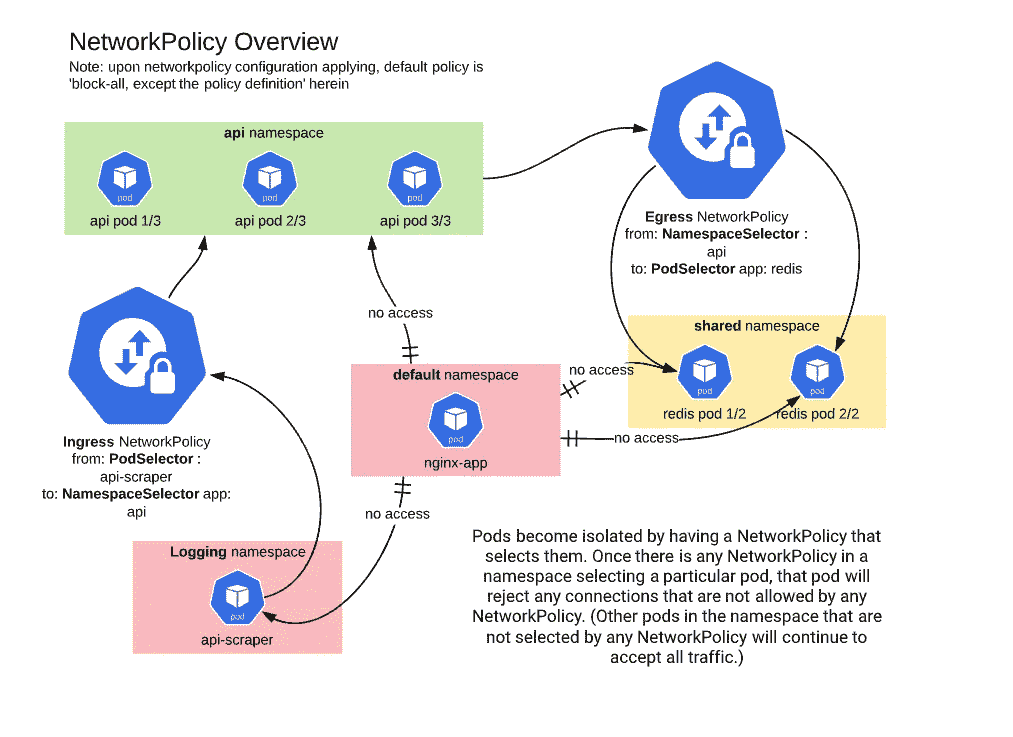 NetworkPolicy Overview
Note: upon networkpolicy configuration applying, default policy is
'block-all, except the policy definition' herein
api namespace
pod
pod
pod
api pod 1/3
api pod 2/3
api pod 3/3
Egress NetworkPolicy
from: NamespaceSelector :
api
to: PodSelector app: redis
no access
shared namespace
pod
pod
redis pod 1/2
redis pod 2/2
default namespace
pod
nginx-app
no access
no access
Ingress NetworkPolicy
from: PodSelector :
api-scraper
to: NamespaceSelector app:
api
no access
Logging namespace
pod
api-scraper
Pods become isolated by having a NetworkPolicy that
selects them. Once there is any NetworkPolicy in a
namespace selecting a particular pod, that pod will
reject any connections that are not allowed by any
NetworkPolicy. (Other pods in the namespace that are
not selected by any NetworkPolicy will continue to
accept all traffic.)